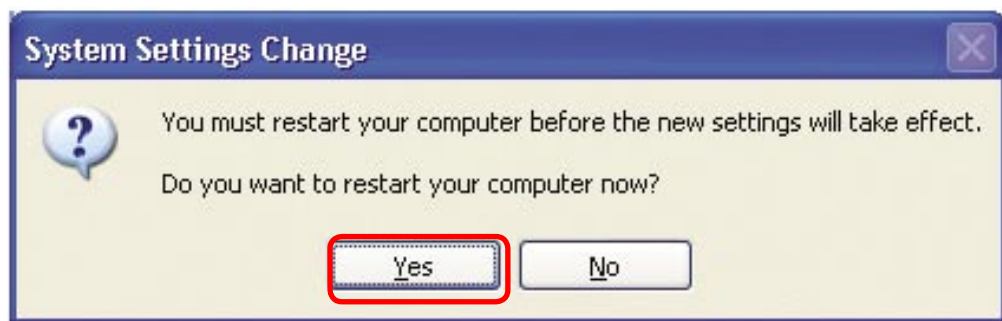 System Settings Change
You must restart your computer before the new settings will take effect.
Do you want to restart your computer now?
Yes No